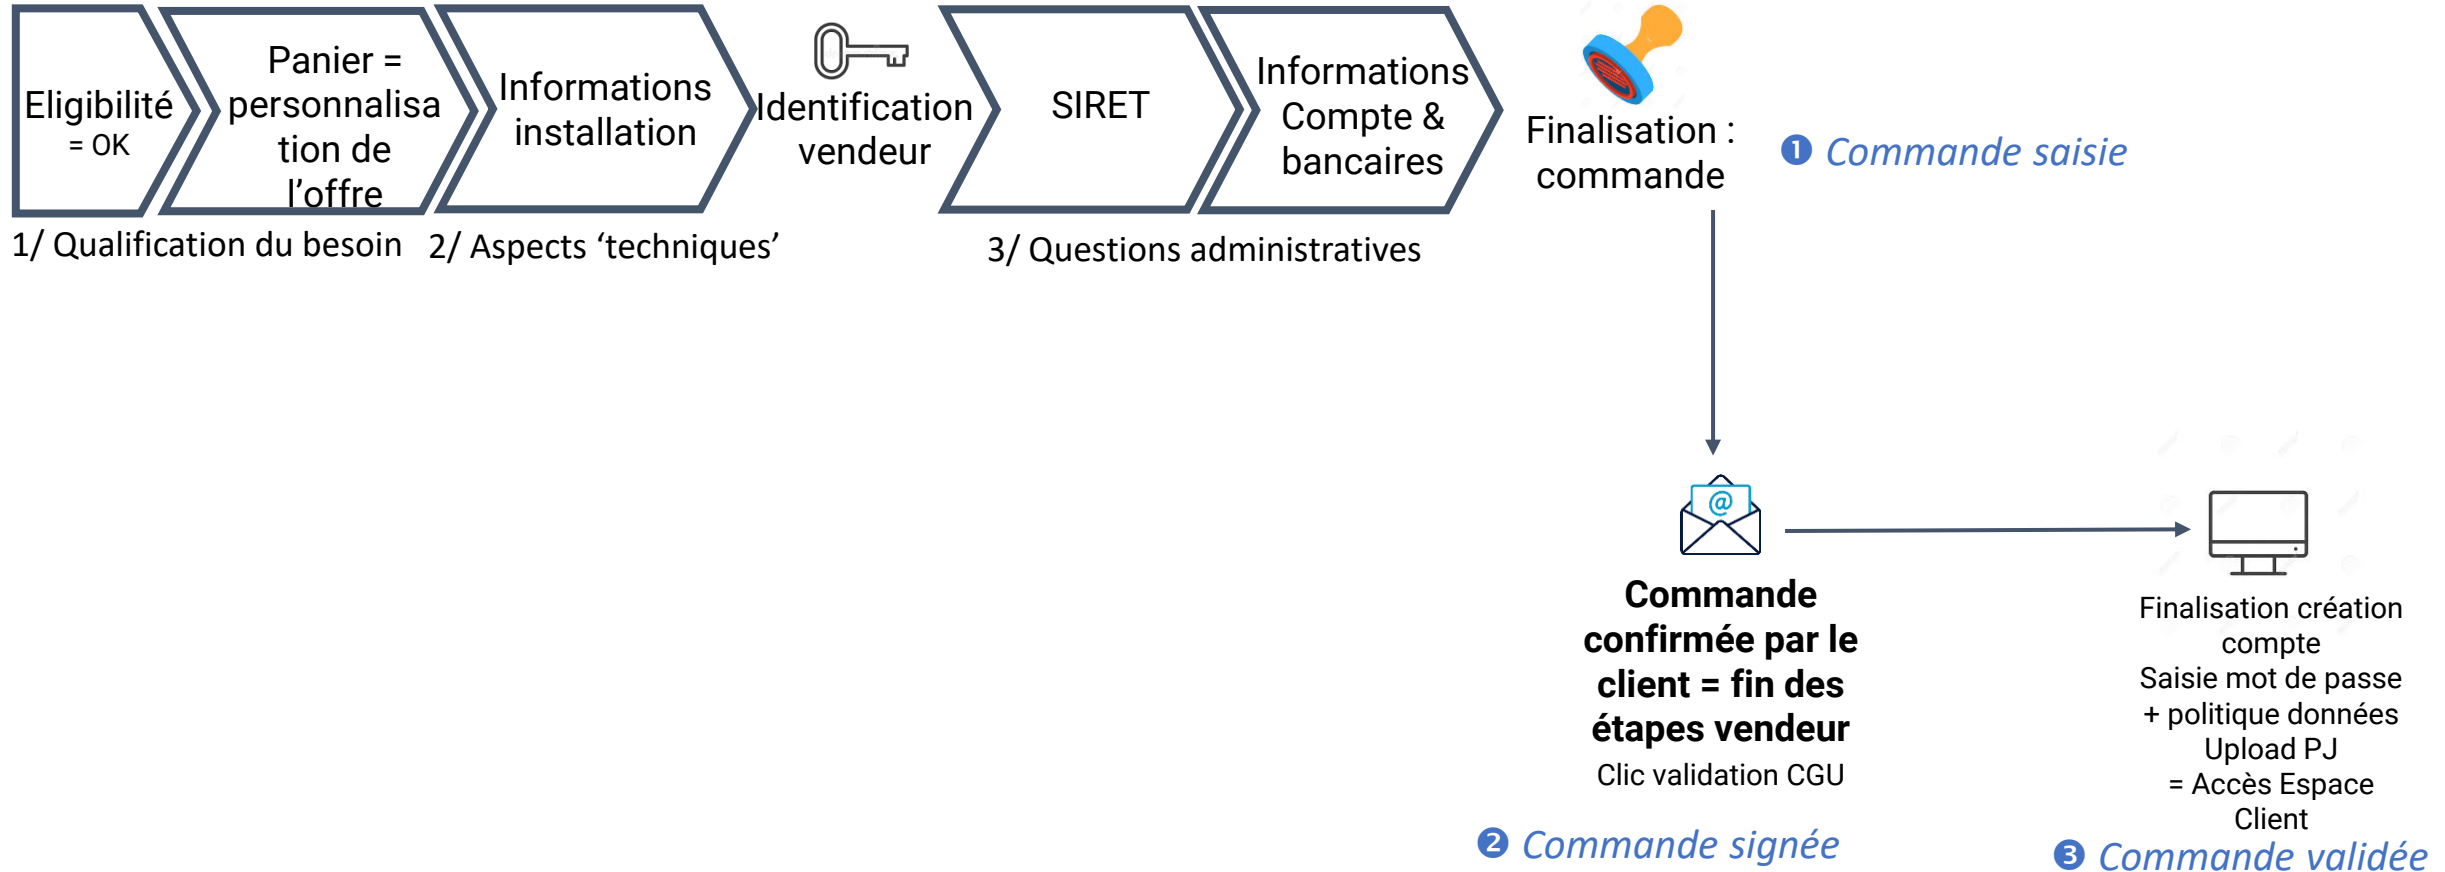 Eligibilité
= OK
Panier =
personnalisa
tion de
l’offre
Informations
installation
Identification
vendeur
SIRET
Informations
Compte &
bancaires
Finalisation :
commande
❶ Commande saisie
1/ Qualification du besoin
2/ Aspects ‘techniques’
3/ Questions administratives
@
Commande
confirmée par le
client = fin des
étapes vendeur
Clic validation CGU
❷ Commande signée
Finalisation création
compte
Saisie mot de passe
+ politique données
Upload PJ
= Accès Espace
Client
❸ Commande validée